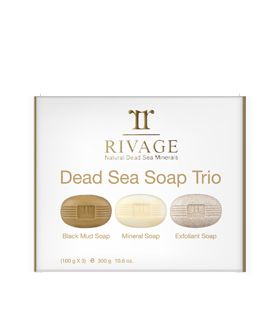 RIVAGE
Natural Dead Sea Minerals
Dead Sea Soap Trio
Black Mud Soap Mineral Soap Exfoliant Soap
(100 g X 3) ℮ 300 g 10.6 oz.